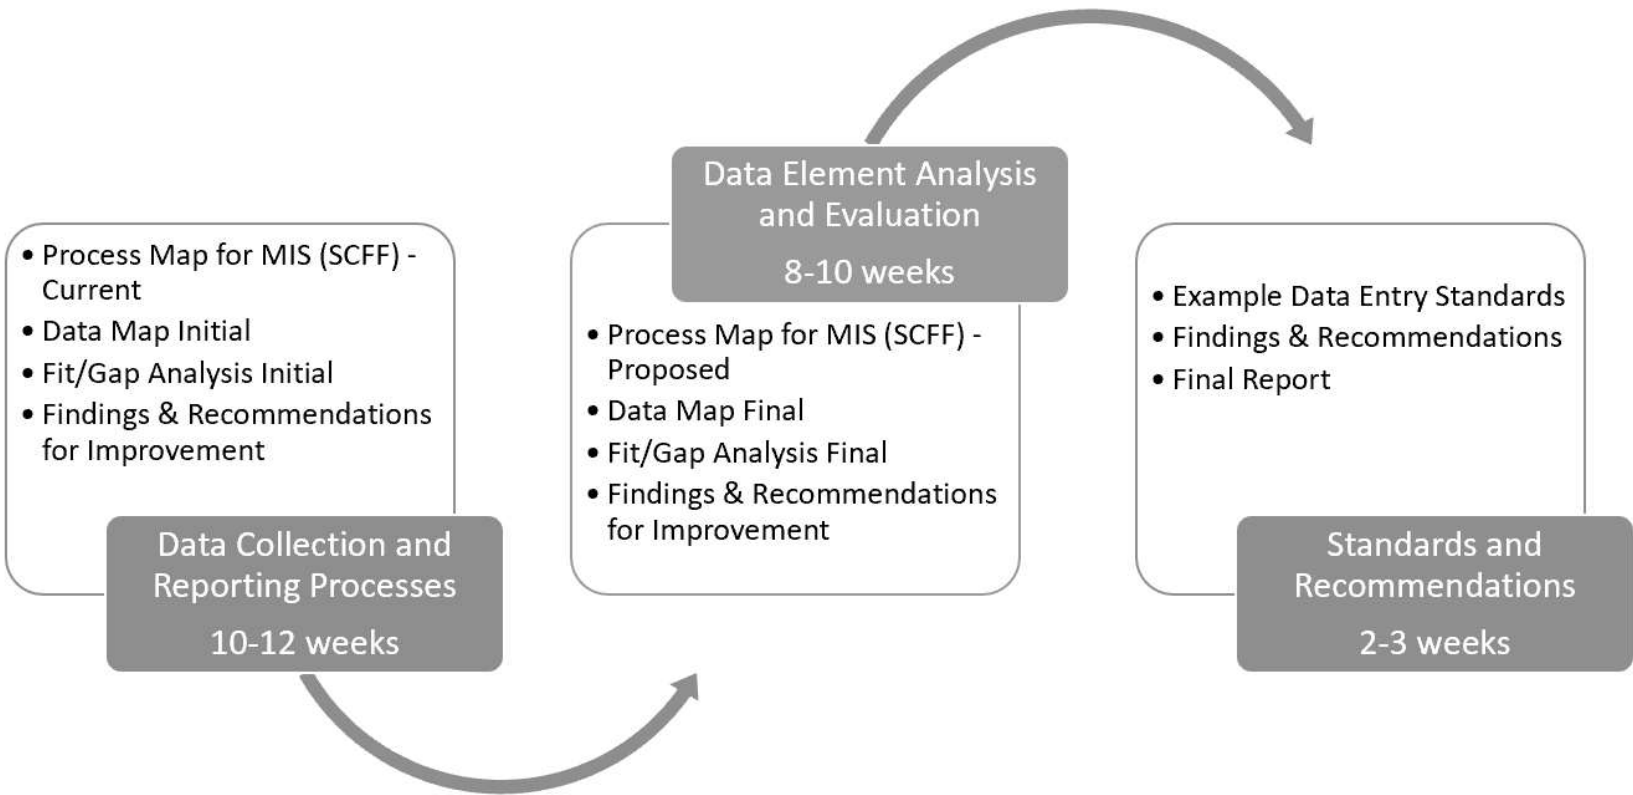 • Process Map for MIS (SCFF) -
Current
• Data Map Initial
• Fit/Gap Analysis Initial
• Findings & Recommendations
for Improvement
Data Collection and
Reporting Processes
10-12 weeks
Data Element Analysis
and Evaluation
8-10 weeks
• Process Map for MIS (SCFF) -
Proposed
• Data Map Final
• Fit/Gap Analysis Final
• Findings & Recommendations
for Improvement
• Example Data Entry Standards
• Findings & Recommendations
• Final Report
Standards and
Recommendations
2-3 weeks